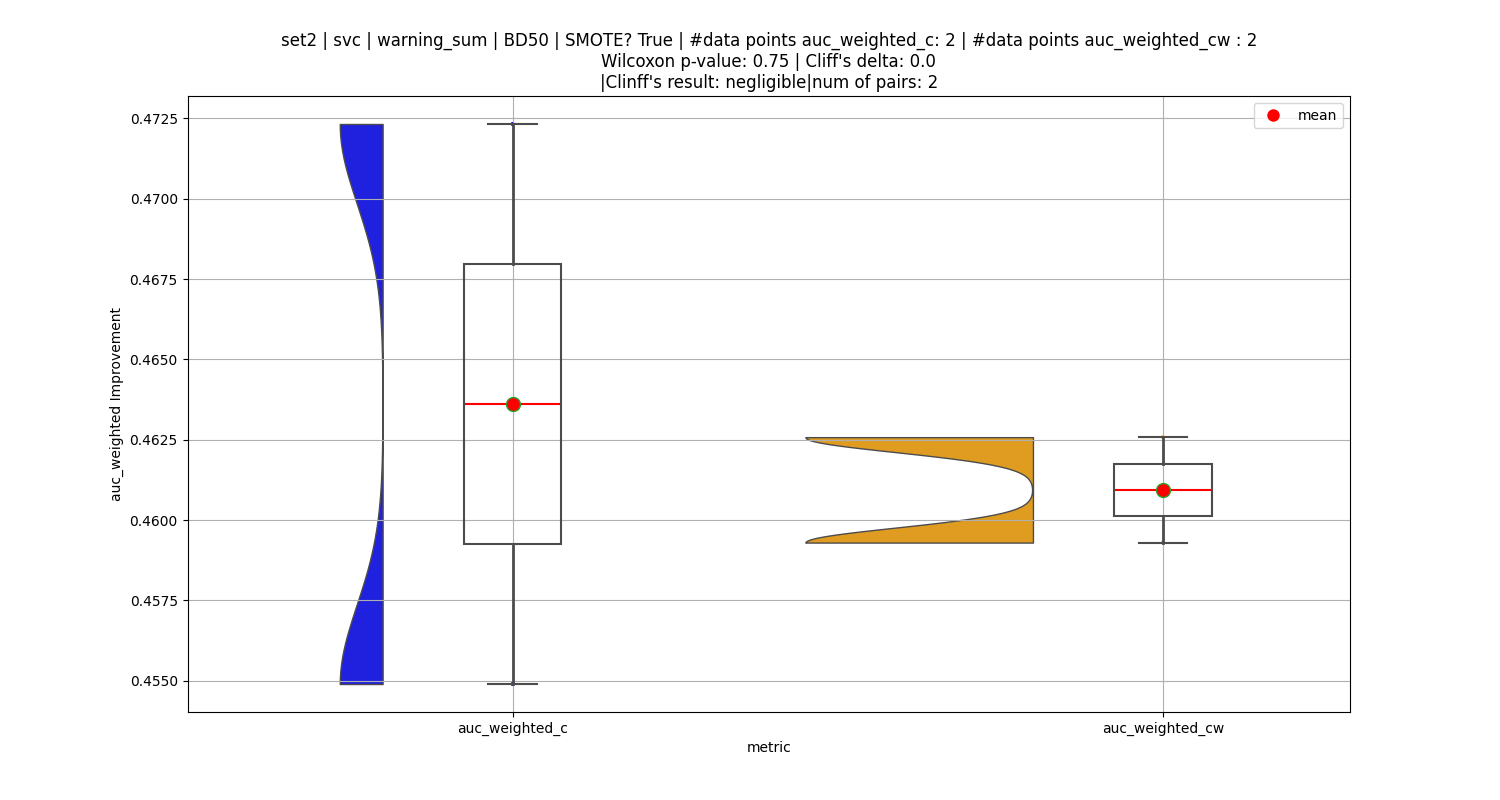 set2 | svc | warning_sum | BD50 | SMOTE? True | #data points auc_weighted_c: 2 | #data points auc_weighted_cw : 2
Wilcoxon p-value: 0.75 | Cliff's delta: 0.0
|Clinff's result: negligible|num of pairs: 2
mean
0.4725
0.4700
0.4675
0.4650
0.4625
0.4600
0.4575
0.4550
auc_weighted Improvement
auc_weighted_c
auc_weighted_cw
metric